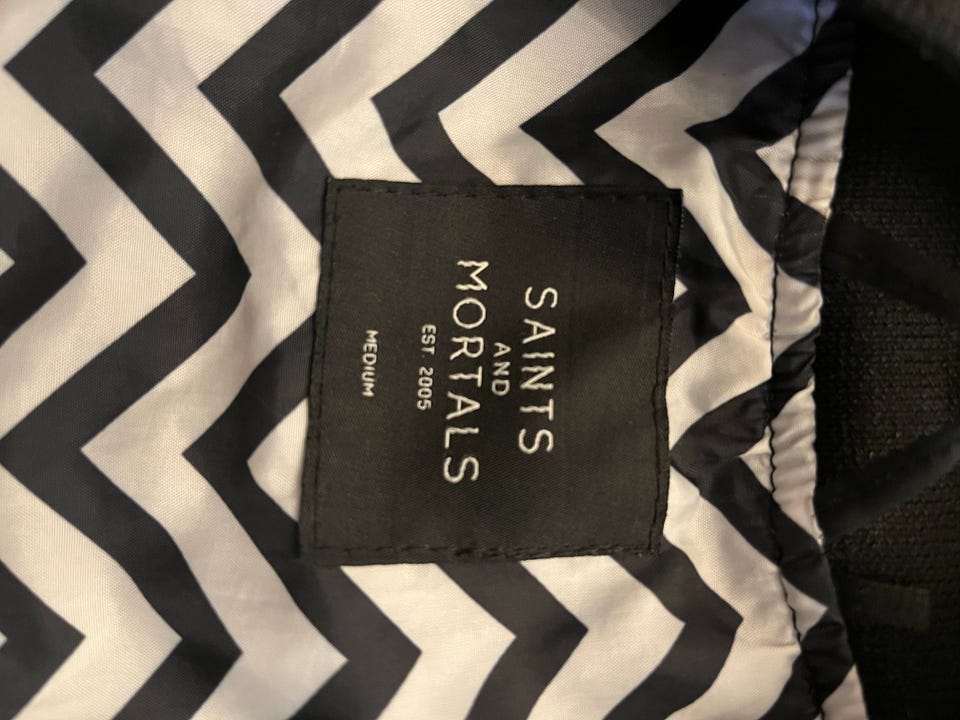 SAINTS
AND
MORTALS
EST. 2005
MEDIUM